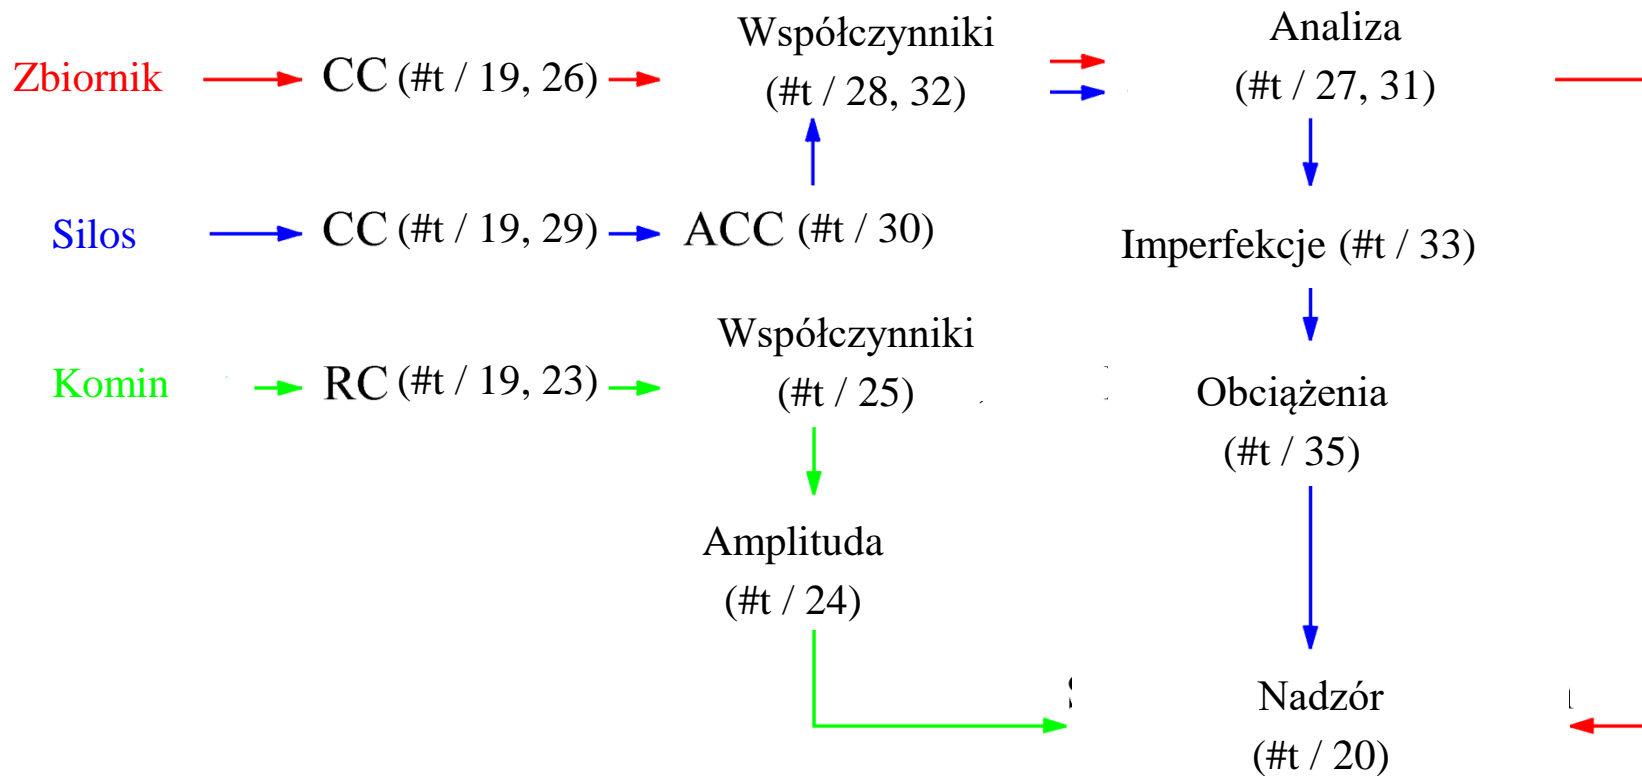 Zbiornik
CC (#t / 19, 26)
Współczynniki
(#t / 28, 32)
Analiza
(#t / 27, 31)
Silos
CC (#t / 19, 29)
ACC (#t / 30)
Imperfekcje (#t / 33)
Komin
RC (#t / 19, 23)
Współczynniki
(#t / 25)
Obciążenia
(#t / 35)
Amplituda
(#t / 24)
Nadzór
(#t / 20)